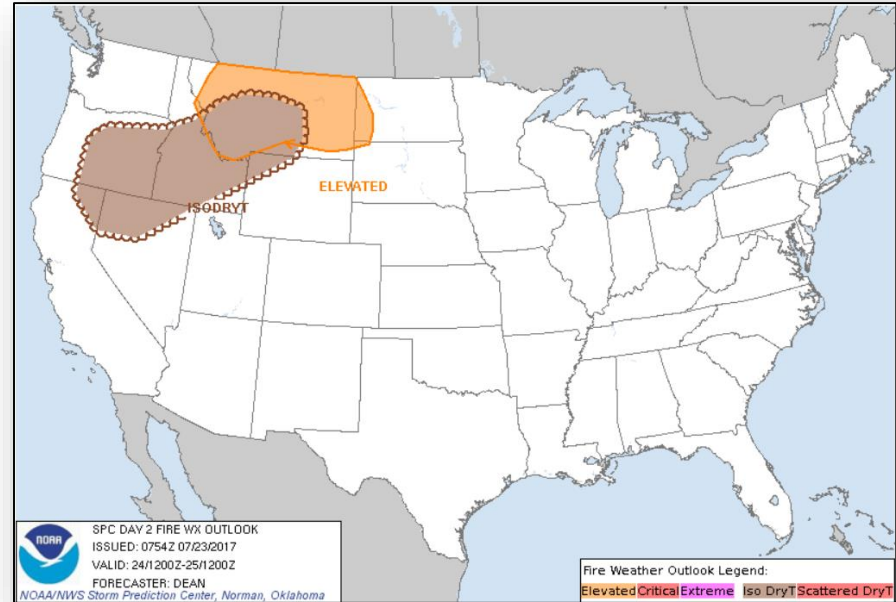 ELEVATED
ISODRYT
NOAA
SPC DAY 2 FIRE WX OUTLOOK
ISSUED: 0754Z 07/23/2017
VALID: 24/1200Z-25/1200Z
FORECASTER: DEAN
NOAA/NWS Storm Prediction Center, Norman, Oklahoma
Fire Weather Outlook Legend:
Elevated Critical Extreme Iso DryT Scattered DryT